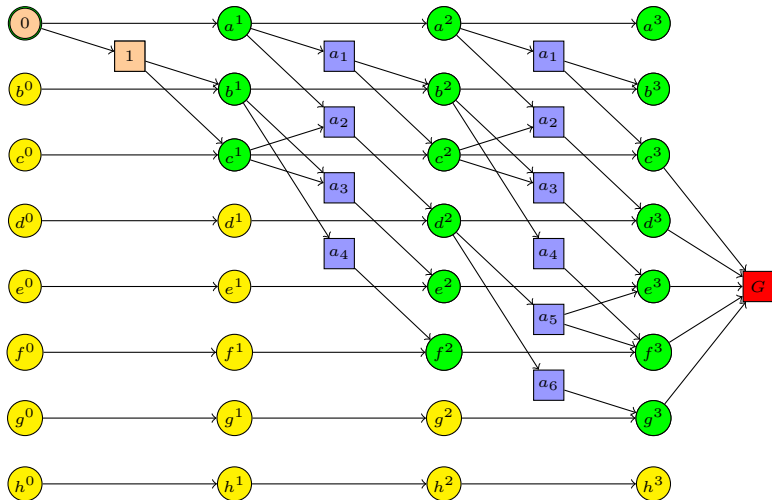 0 a¹ a² a³
1 a₁ a₁
b⁰ b¹ b² b³
a₂ a₂
c⁰ c¹ c² c³
a₃ a₃
d⁰ d¹ d² d³
a₄ a₄
e⁰ e¹ e² e³ G
a₅
f⁰ f¹ f² f³
a₆
g⁰ g¹ g² g³
h⁰ h¹ h² h³